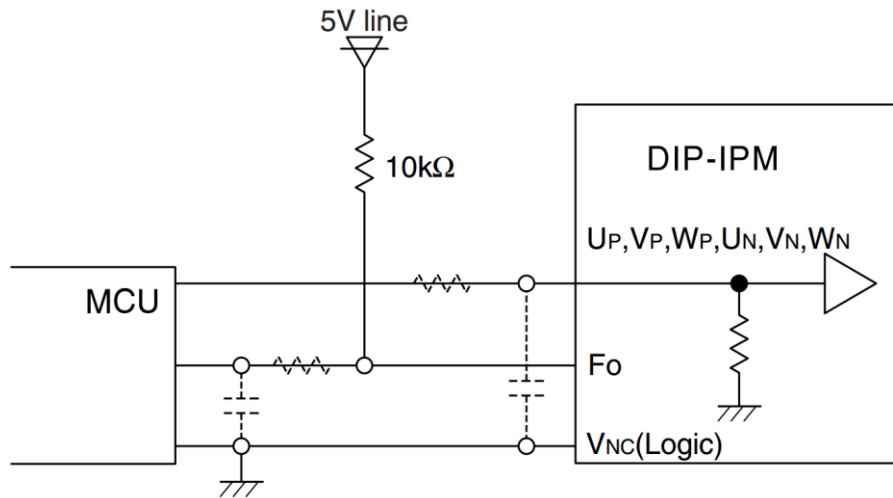 5V line
10kΩ
DIP-IPM
UP,VP,WP,UN,VN,WN
MCU
Fo
VNC(Logic)